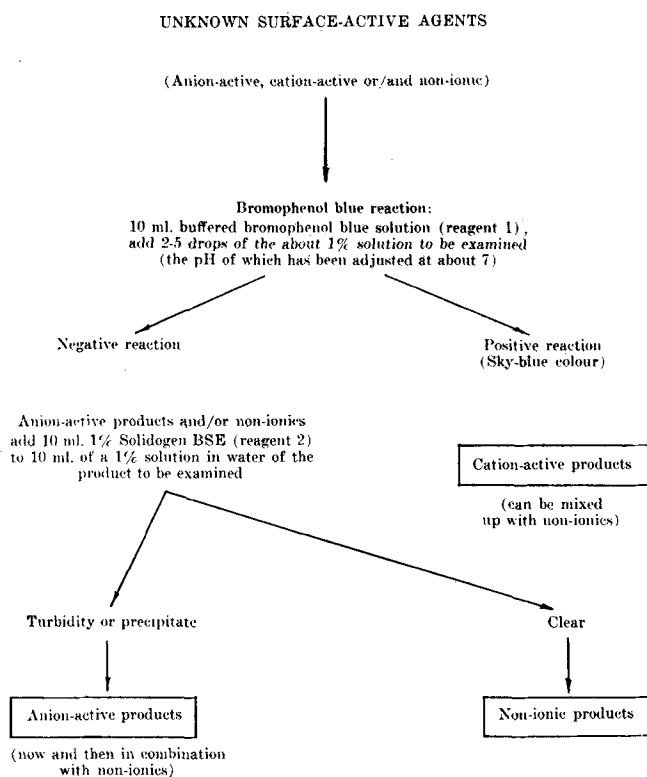 UNKNOWN SURFACE-ACTIVE AGENTS
(Anion-active, cation-active or/and non-ionic)
Bromophenol blue reaction:
10 ml. buffered bromophenol blue solution (reagent 1),
add 2-5 drops of the about 1% solution to be examined
(the pH of which has been adjusted at about 7)
Negative reaction
Positive reaction
(Sky-blue colour)
Anion-active products and/or non-ionics
add 10 ml. 1% Solidogen BSE (reagent 2)
to 10 ml. of a 1% solution in water of the
product to be examined
Cation-active products
(can be mixed
up with non-ionics)
Turbidity or precipitate
Clear
Anion-active products
Non-ionic products
(now and then in combination
with non-ionics)